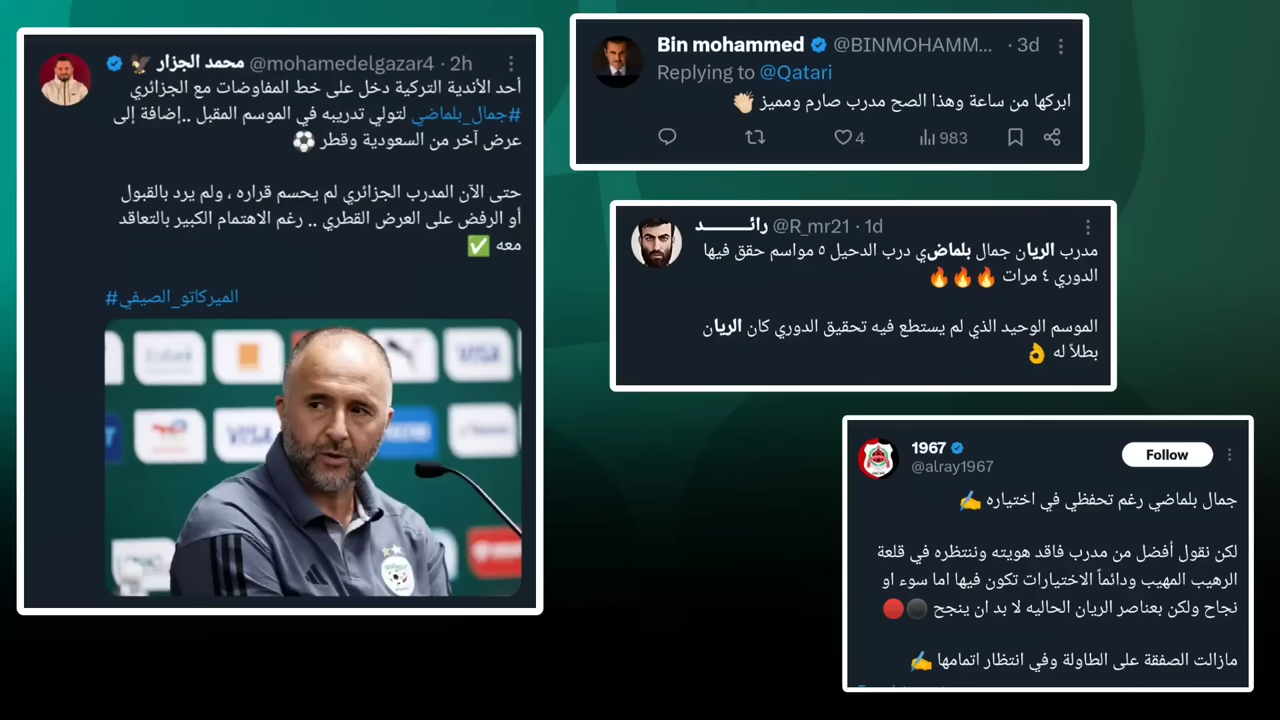 محمد الجزار @mohamedelgazar4 · 2h
أحد الأندية التركية دخل على خط المفاوضات مع الجزائري
#جمال_بلماضي لتولي تدريبه في الموسم المقبل ..إضافة إلى
عرض آخر من السعودية وقطر ⚽
حتى الآن المدرب الجزائري لم يحسم قراره ، ولم يرد بالقبول
أو الرفض على العرض القطري .. رغم الاهتمام الكبير بالتعاقد
معه ✅
#الميركاتو_الصيفي
VISA
VISA
Bin mohammed @BINMOHAMM... · 3d
Replying to @Qatari
ابركها من ساعة وهذا الصح مدرب صارم ومميز 👏🏻
4 983
رائـــــــد @R_mr21 · 1d
مدرب الريان جمال بلماضي درب الدحيل ٥ مواسم حقق فيها
الدوري ٤ مرات 🔥🔥🔥
الموسم الوحيد الذي لم يستطع فيه تحقيق الدوري كان الريان
بطلاً له 👌
1967
Follow
@alray1967
جمال بلماضي رغم تحفظي في اختياره ✍️
لكن نقول أفضل من مدرب فاقد هويته وننتظره في قلعة
الرهيب المهيب ودائماً الاختيارات تكون فيها اما سوء او
نجاح ولكن بعناصر الريان الحاليه لا بد ان ينجح ⚫🔴
مازالت الصفقة على الطاولة وفي انتظار اتمامها ✍️